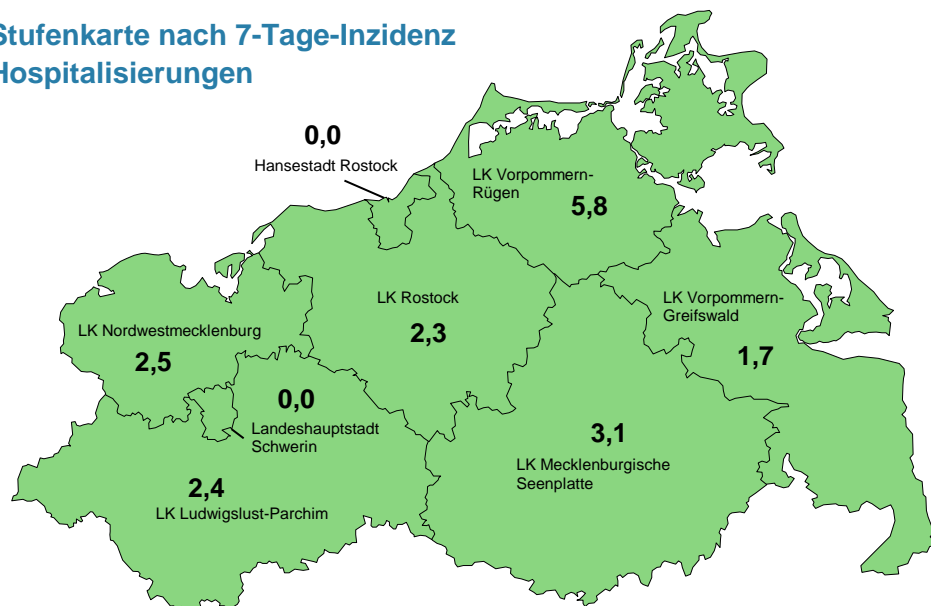 Stufenkarte nach 7-Tage-Inzidenz
Hospitalisierungen
0,0
Hansestadt Rostock
LK Vorpommern-
Rügen
5,8
LK Rostock
2,3
LK Vorpommern-
Greifswald
1,7
LK Nordwestmecklenburg
2,5
0,0
Landeshauptstadt
Schwerin
3,1
LK Mecklenburgische
Seenplatte
2,4
LK Ludwigslust-Parchim